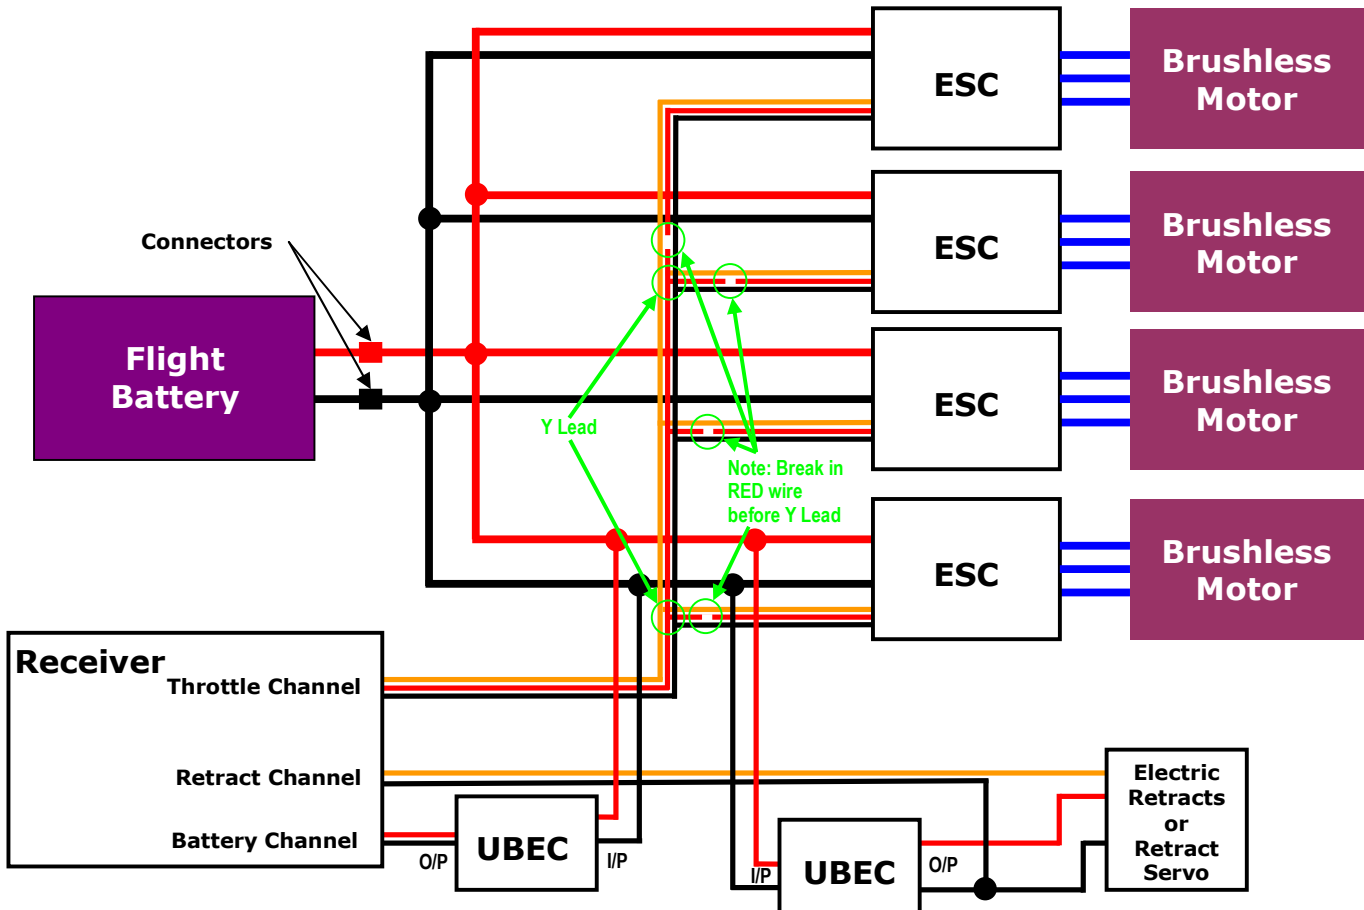 ESC
Brushless
Motor
ESC
Brushless
Motor
Connectors
Flight
Battery
ESC
Brushless
Motor
Y Lead
Note: Break in
RED wire
before Y Lead
ESC
Brushless
Motor
Receiver
Throttle Channel
Retract Channel
Battery Channel
O/P
UBEC
I/P
I/P
UBEC
O/P
Electric
Retracts
or
Retract
Servo